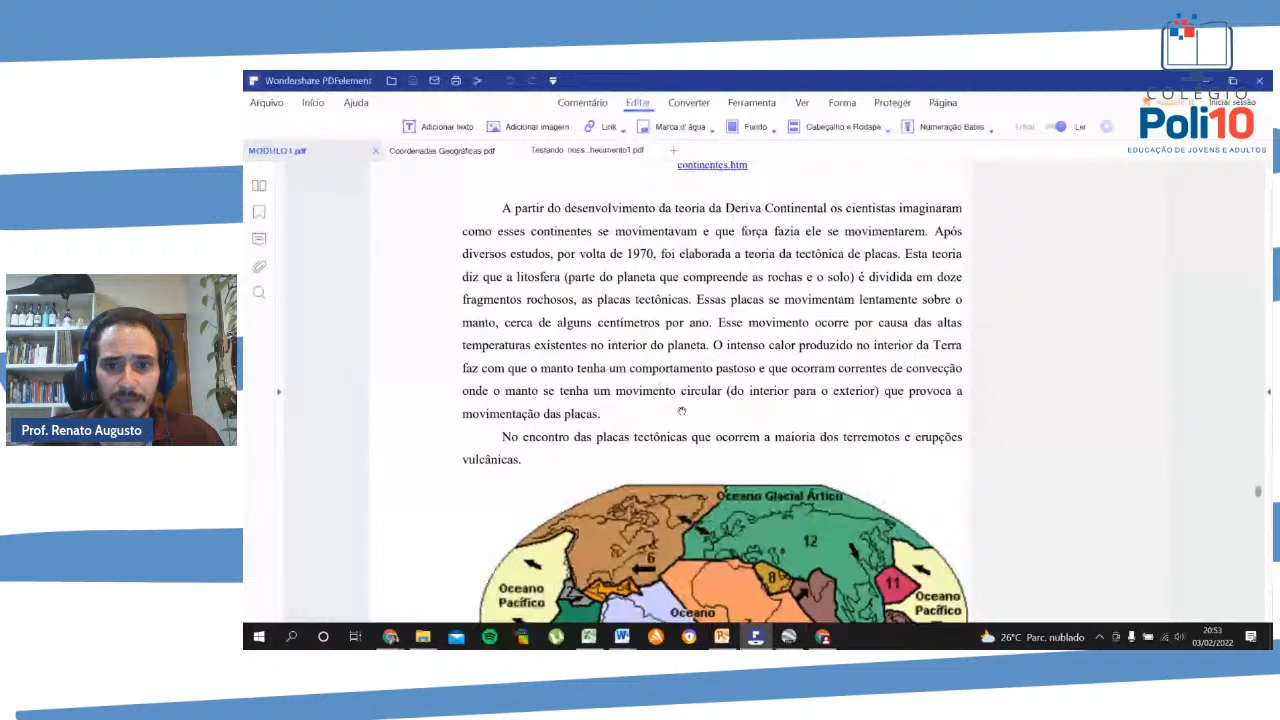 COLÉGIO
Poli10
EDUCAÇÃO DE JOVENS E ADULTOS
Wondershare PDFelement
Iniciar sessão
Arquivo Início Ajuda Comentário Editar Converter Ferramenta Ver Forma Proteger Página
Adicionar texto Adicionar imagem Link Marca d´água Fundo Cabeçalho e Rodapé Numeração Bates Editar Ler
MODULO I.pdf Coordenadas Geográficas.pdf
continentes.htm
A partir do desenvolvimento da teoria da Deriva Continental os cientistas imaginaram
como esses continentes se movimentavam e que força fazia ele se movimentarem. Após
diversos estudos, por volta de 1970, foi elaborada a teoria da tectônica de placas. Esta teoria
diz que a litosfera (parte do planeta que compreende as rochas e o solo) é dividida em doze
fragmentos rochosos, as placas tectônicas. Essas placas se movimentam lentamente sobre o
manto, cerca de alguns centímetros por ano. Esse movimento ocorre por causa das altas
temperaturas existentes no interior do planeta. O intenso calor produzido no interior da Terra
faz com que o manto tenha um comportamento pastoso e que ocorram correntes de convecção
onde o manto se tenha um movimento circular (do interior para o exterior) que provoca a
movimentação das placas.
No encontro das placas tectônicas que ocorrem a maioria dos terremotos e erupções
vulcânicas.
Oceano Glacial Ártico
12
6
8
11
Oceano
Pacífico
Oceano
Oceano
Pacífico
Prof. Renato Augusto
26°C Parc. nublado
20:53
03/02/2022